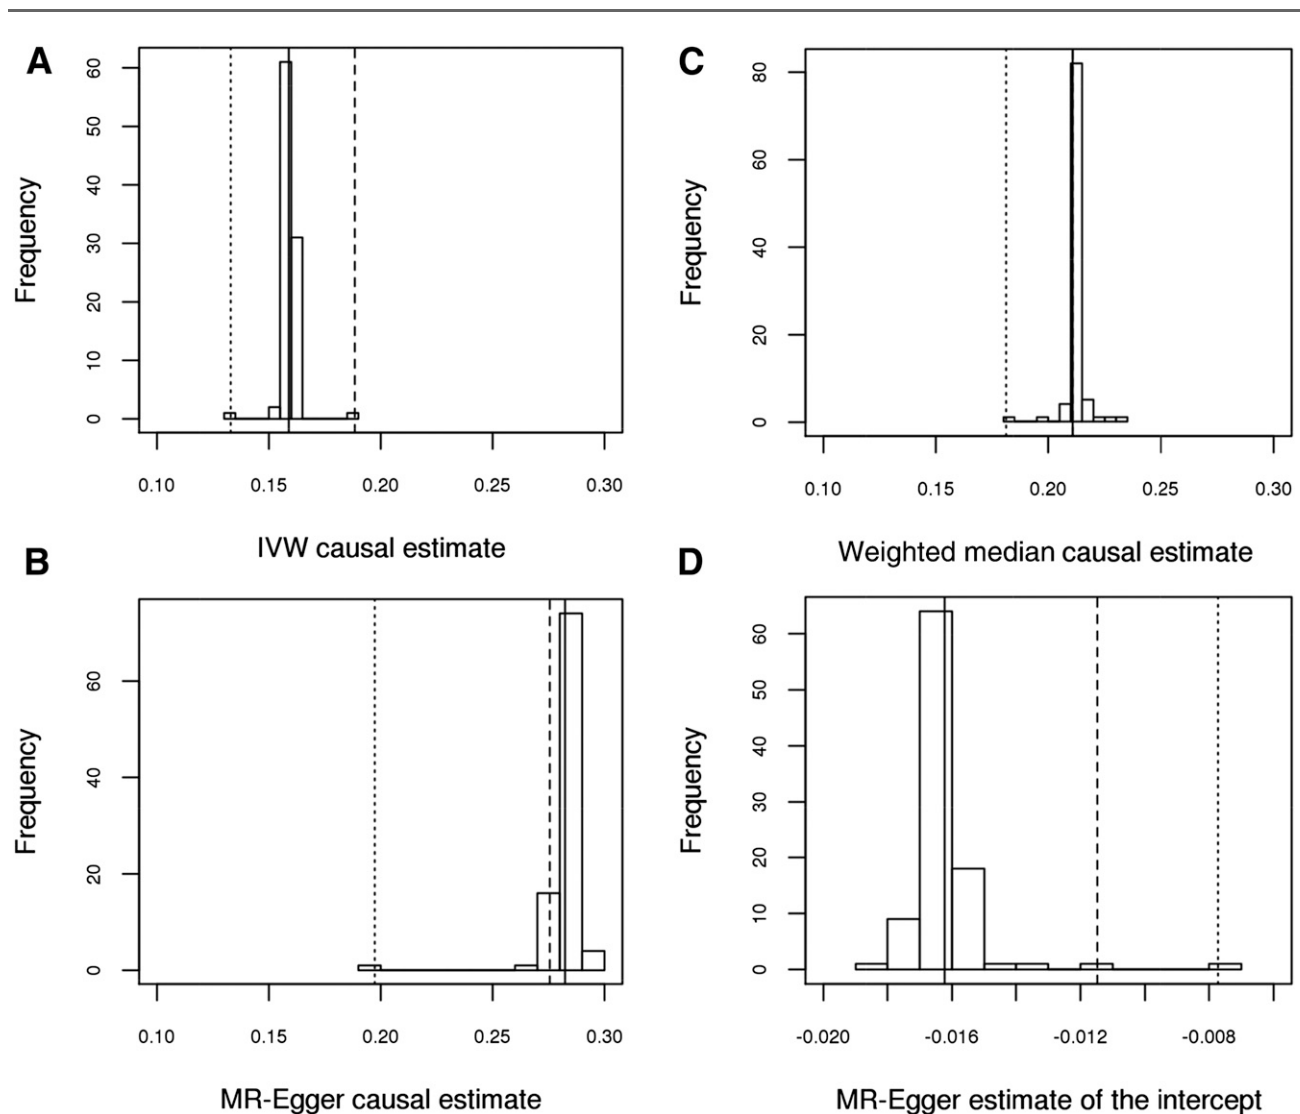 A
Frequency
60
50
40
30
20
10
0
0.10 0.15 0.20 0.25 0.30
IVW causal estimate
C
Frequency
80
60
40
20
0
0.10 0.15 0.20 0.25 0.30
Weighted median causal estimate
B
Frequency
60
40
20
0
0.10 0.15 0.20 0.25 0.30
MR-Egger causal estimate
D
Frequency
60
50
40
30
20
10
0
-0.020 -0.016 -0.012 -0.008
MR-Egger estimate of the intercept